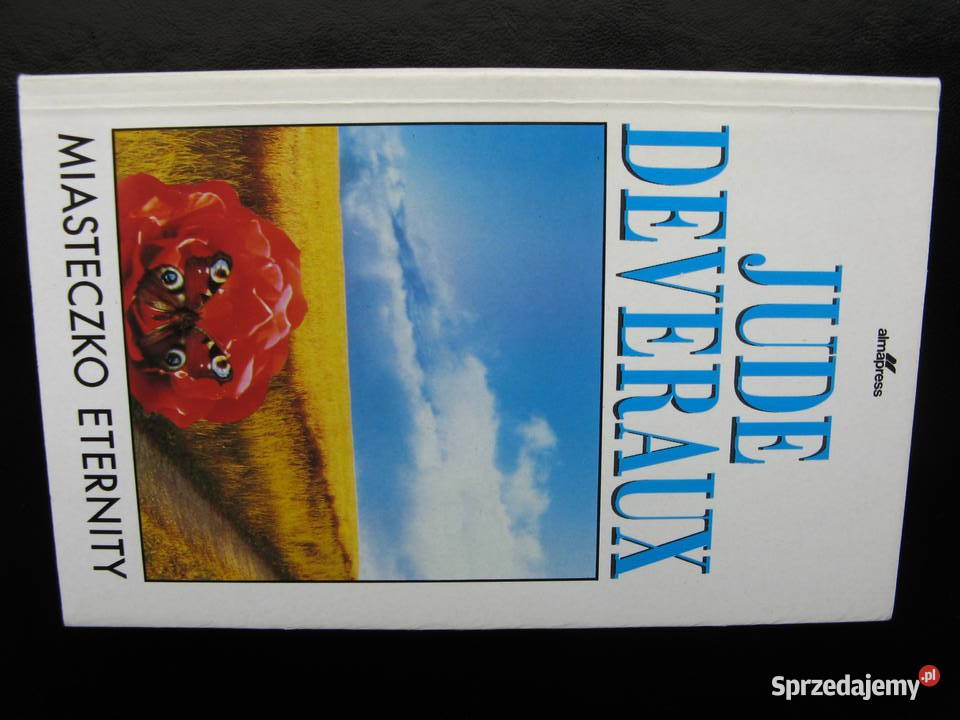 almapress
JUDE
DEVERAUX
MIASTECZKO ETERNITY
Sprzedajemy.pl